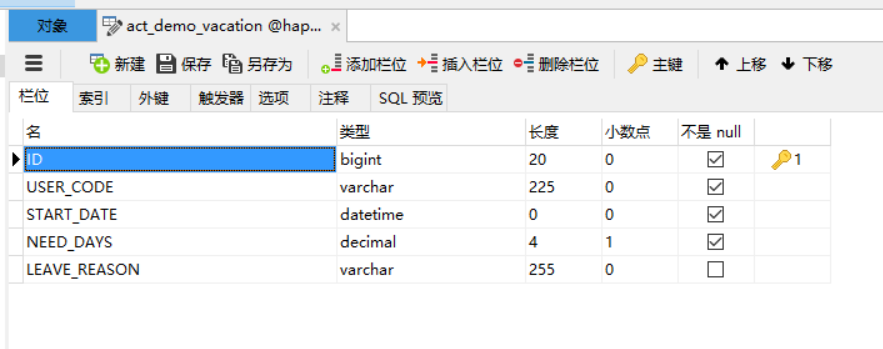 对象 act_demo_vacation @hap...
新建 保存 另存为 添加栏位 插入栏位 删除栏位 主键 上移 下移
栏位 索引 外键 触发器 选项 注释 SQL 预览
名 类型 长度 小数点 不是 null
ID bigint 20 0 1
USER_CODE varchar 225 0
START_DATE datetime 0 0
NEED_DAYS decimal 4 1
LEAVE_REASON varchar 255 0